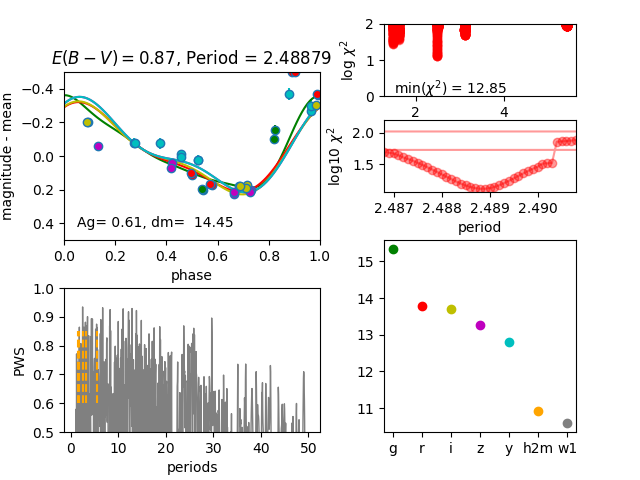 E(B − V) = 0.87, Period = 2.48879
magnitude - mean
−0.4
−0.2
0.0
0.2
0.4
Ag= 0.61, dm=  14.45
0.0 0.2 0.4 0.6 0.8 1.0
phase
log χ²
2
1
0
min(χ²) = 12.85
2 4
log10 χ²
2.0
1.5
2.487 2.488 2.489 2.490
period
PWS
1.0
0.9
0.8
0.7
0.6
0.5
0 10 20 30 40 50
periods
15
14
13
12
11
g r i z y h2m w1